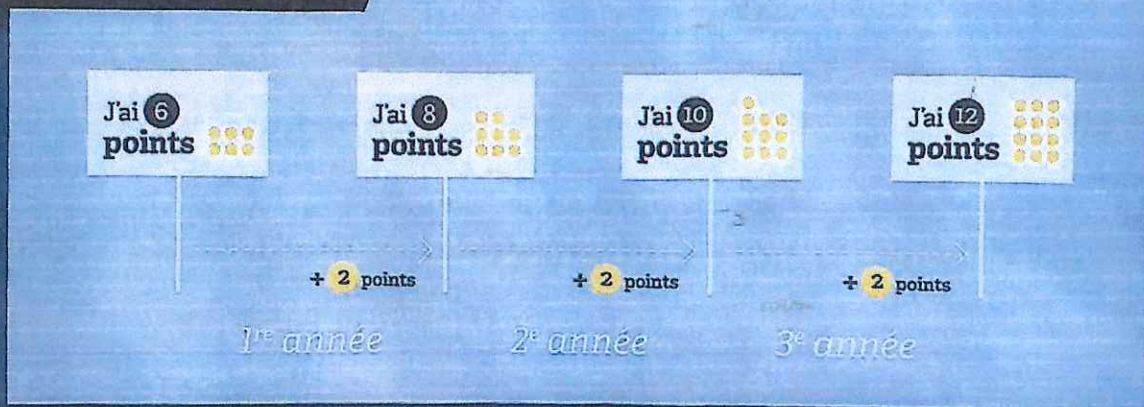 J'ai 6
points
J'ai 8
points
J'ai 10
points
J'ai 12
points
+ 2 points
+ 2 points
+ 2 points
1re année
2e année
3e année